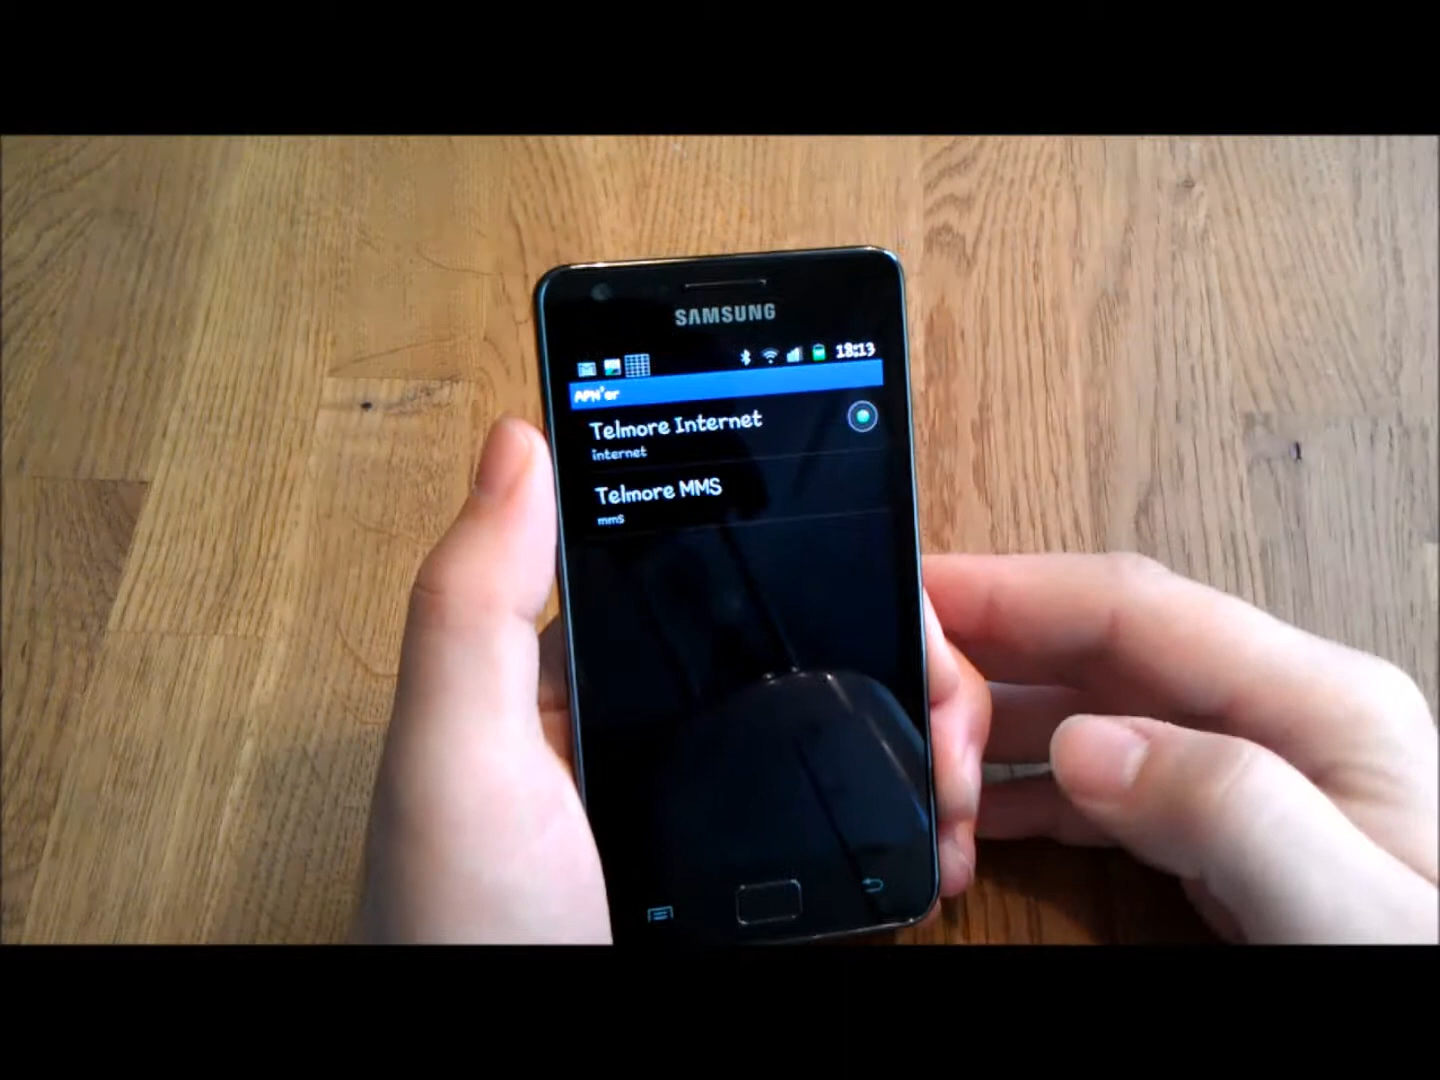 SAMSUNG
18:13
APN'er
Telmore Internet
internet
Telmore MMS
mms